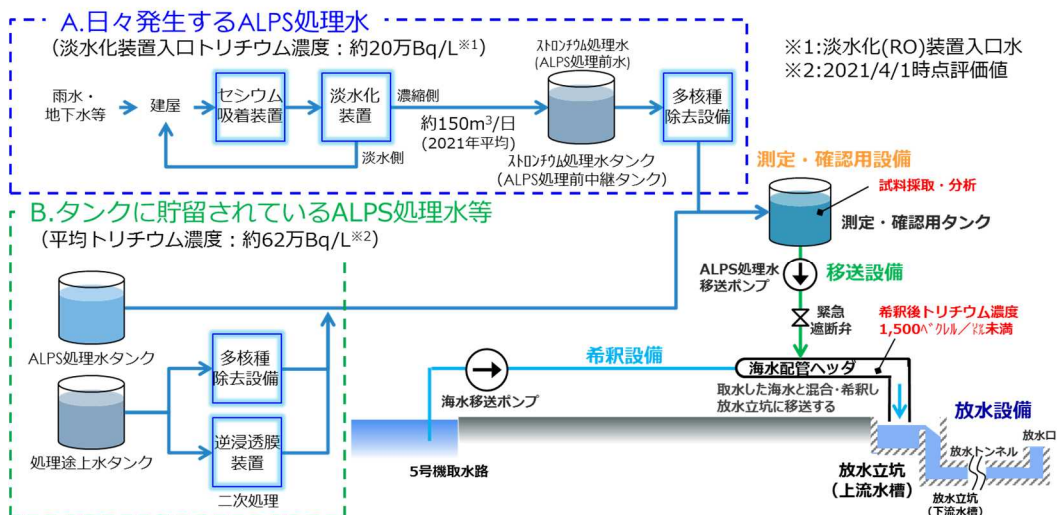 A.日々発生するALPS処理水
(淡水化装置入口トリチウム濃度：約20万Bq/L※1)
※1:淡水化(RO)装置入口水
※2:2021/4/1時点評価値
雨水・
地下水等
建屋
セシウム
吸着装置
淡水化
装置
濃縮側
淡水側
約150m3/日
(2021年平均)
ストロンチウム処理水
(ALPS処理前水)
ストロンチウム処理水タンク
(ALPS処理前中継タンク)
多核種
除去設備
B.タンクに貯留されているALPS処理水等
(平均トリチウム濃度：約62万Bq/L※2)
ALPS処理水タンク
処理途上水タンク
多核種
除去設備
逆浸透膜
装置
二次処理
測定・確認用設備
試料採取・分析
測定・確認用タンク
ALPS処理水
移送ポンプ
移送設備
緊急
遮断弁
希釈後トリチウム濃度
1,500ベクレル/リットル未満
希釈設備
海水移送ポンプ
海水配管ヘッダ
取水した海水と混合・希釈し
放水立坑に移送する
5号機取水路
放水設備
放水口
放水トンネル
放水立坑
(上流水槽)
放水立坑
(下流水槽)